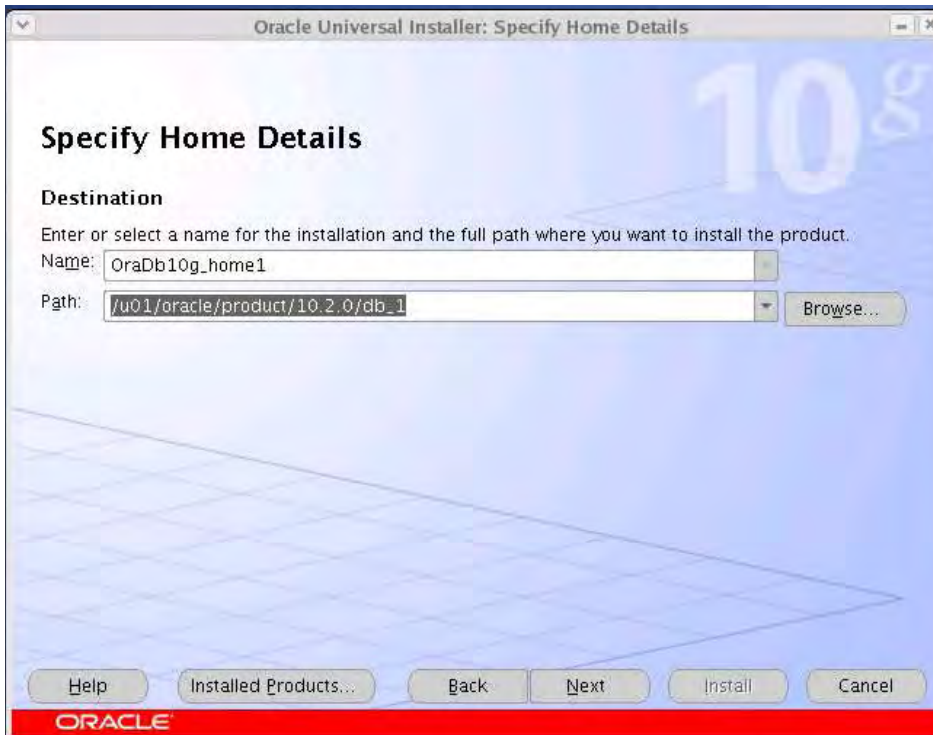 Oracle Universal Installer: Specify Home Details
10g
Specify Home Details
Destination
Enter or select a name for the installation and the full path where you want to install the product.
Name: OraDb10g_home1
Path: /u01/oracle/product/10.2.0/db_1 Browse...
Help Installed Products... Back Next Install Cancel
ORACLE